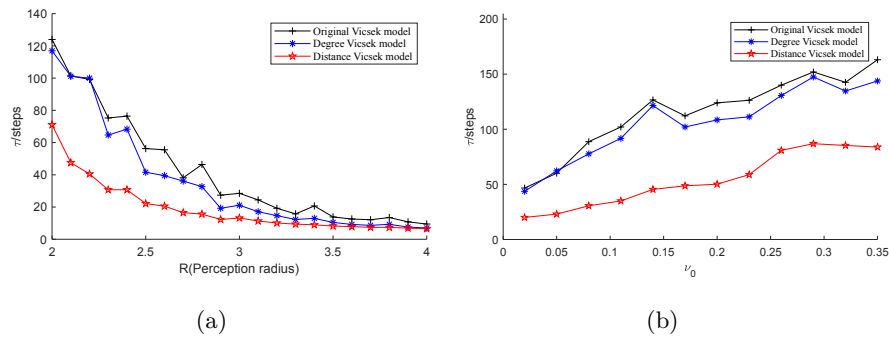 140
120
100
80
60
40
20
0
τ/steps
Original Vicsek model
Degree Vicsek model
Distance Vicsek model
2
2.5
3
3.5
4
R(Perception radius)
(a)
200
150
100
50
0
τ/steps
Original Vicsek model
Degree Vicsek model
Distance Vicsek model
0
0.05
0.1
0.15
0.2
0.25
0.3
0.35
ν0
(b)